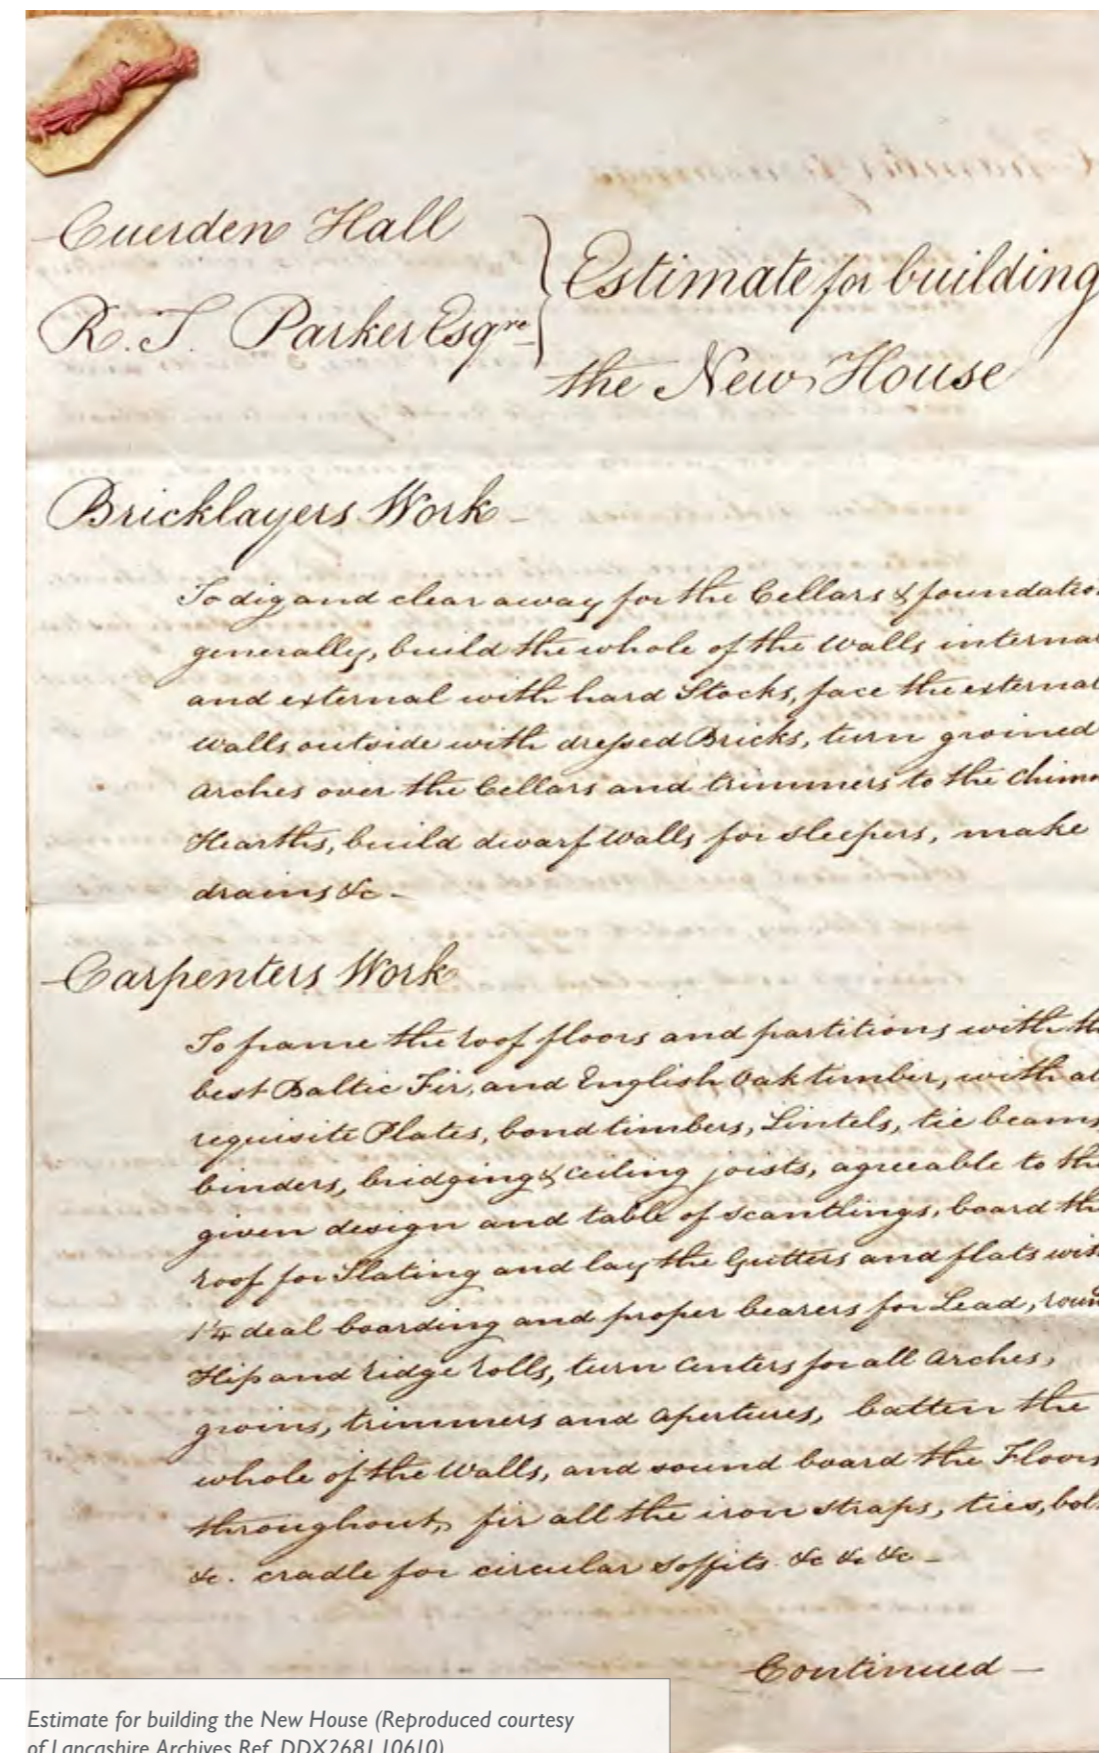 Cuerden Hall
R. T. Parker Esqre
Estimate for building
the New House
Bricklayers Work -
To dig and clear away for the Cellars & foundatio
generally, build the whole of the Walls interna
and external with hard Stocks, face the external
Walls outside with dressed Bricks, turn groined
Arches over the Cellars and trimmers to the Chim
Hearths, build dwarf Walls for sleepers, make
drains &c -
Carpenters Work
To frame the roof floors and partitions with th
best Baltic Fir, and English Oak timber, with al
requisite Plates, bond timbers, Lintels, tie beams
binders, bridging & ceiling joists, agreeable to the
given design and table of scantlings, board th
roof for Slating and lay the Gutters and flats wit
1¼ deal boarding and proper bearers for Lead, roun
Hip and ridge rolls, turn Centers for all Arches,
groins, trimmers and apertures, batten the
whole of the Walls, and sound board the Floors
throughout, fix all the iron straps, ties, bol
&c. cradle for circular soffits &c &c &c -
Continued -
Estimate for building the New House (Reproduced courtesy
of Lancashire Archives Ref. DDX2681 10610)